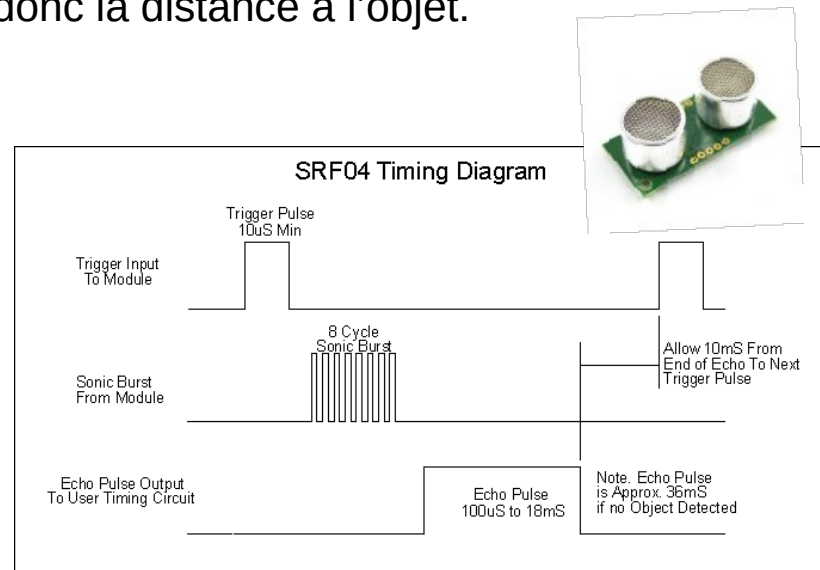 donc la distance à l'objet.
SRF04 Timing Diagram
Trigger Pulse
10uS Min
Trigger Input
To Module
8 Cycle
Sonic Burst
Allow 10mS From
End of Echo To Next
Trigger Pulse
Sonic Burst
From Module
Echo Pulse Output
To User Timing Circuit
Echo Pulse
100uS to 18mS
Note. Echo Pulse
is Approx. 36mS
if no Object Detected